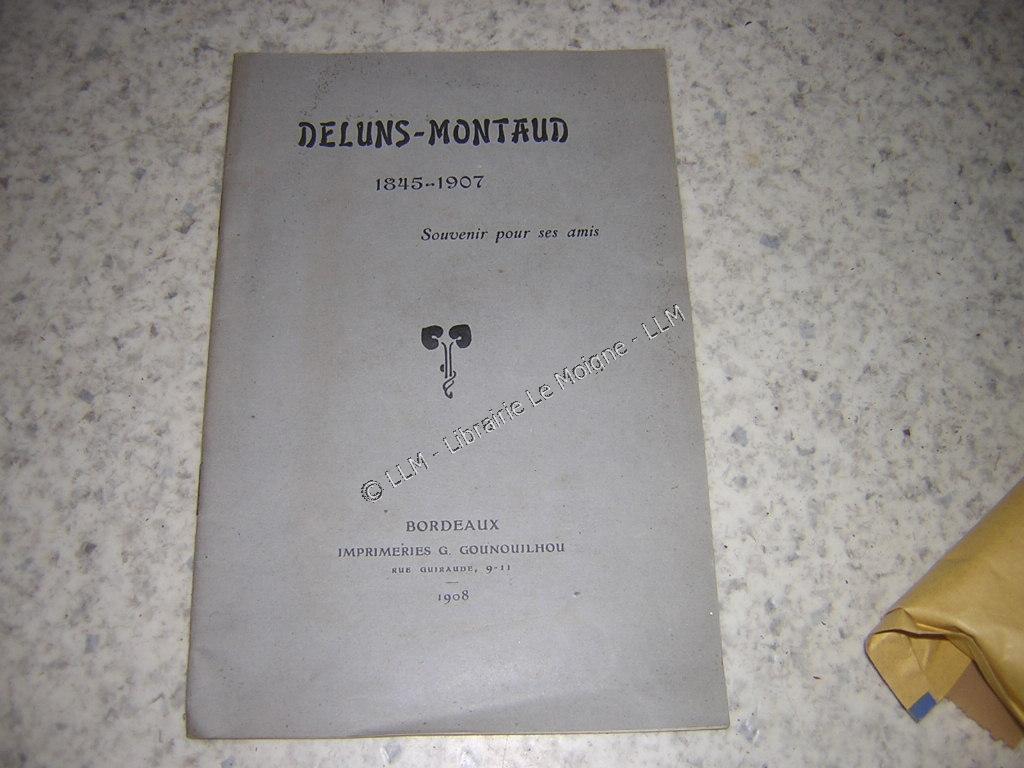 DELUNS-MONTAUD
1845-1907
Souvenir pour ses amis
© LLM - Librairie Le Moigne - LLM
BORDEAUX
IMPRIMERIES G. GOUNOUILHOU
RUE GUIRAUDE, 9-11
1908